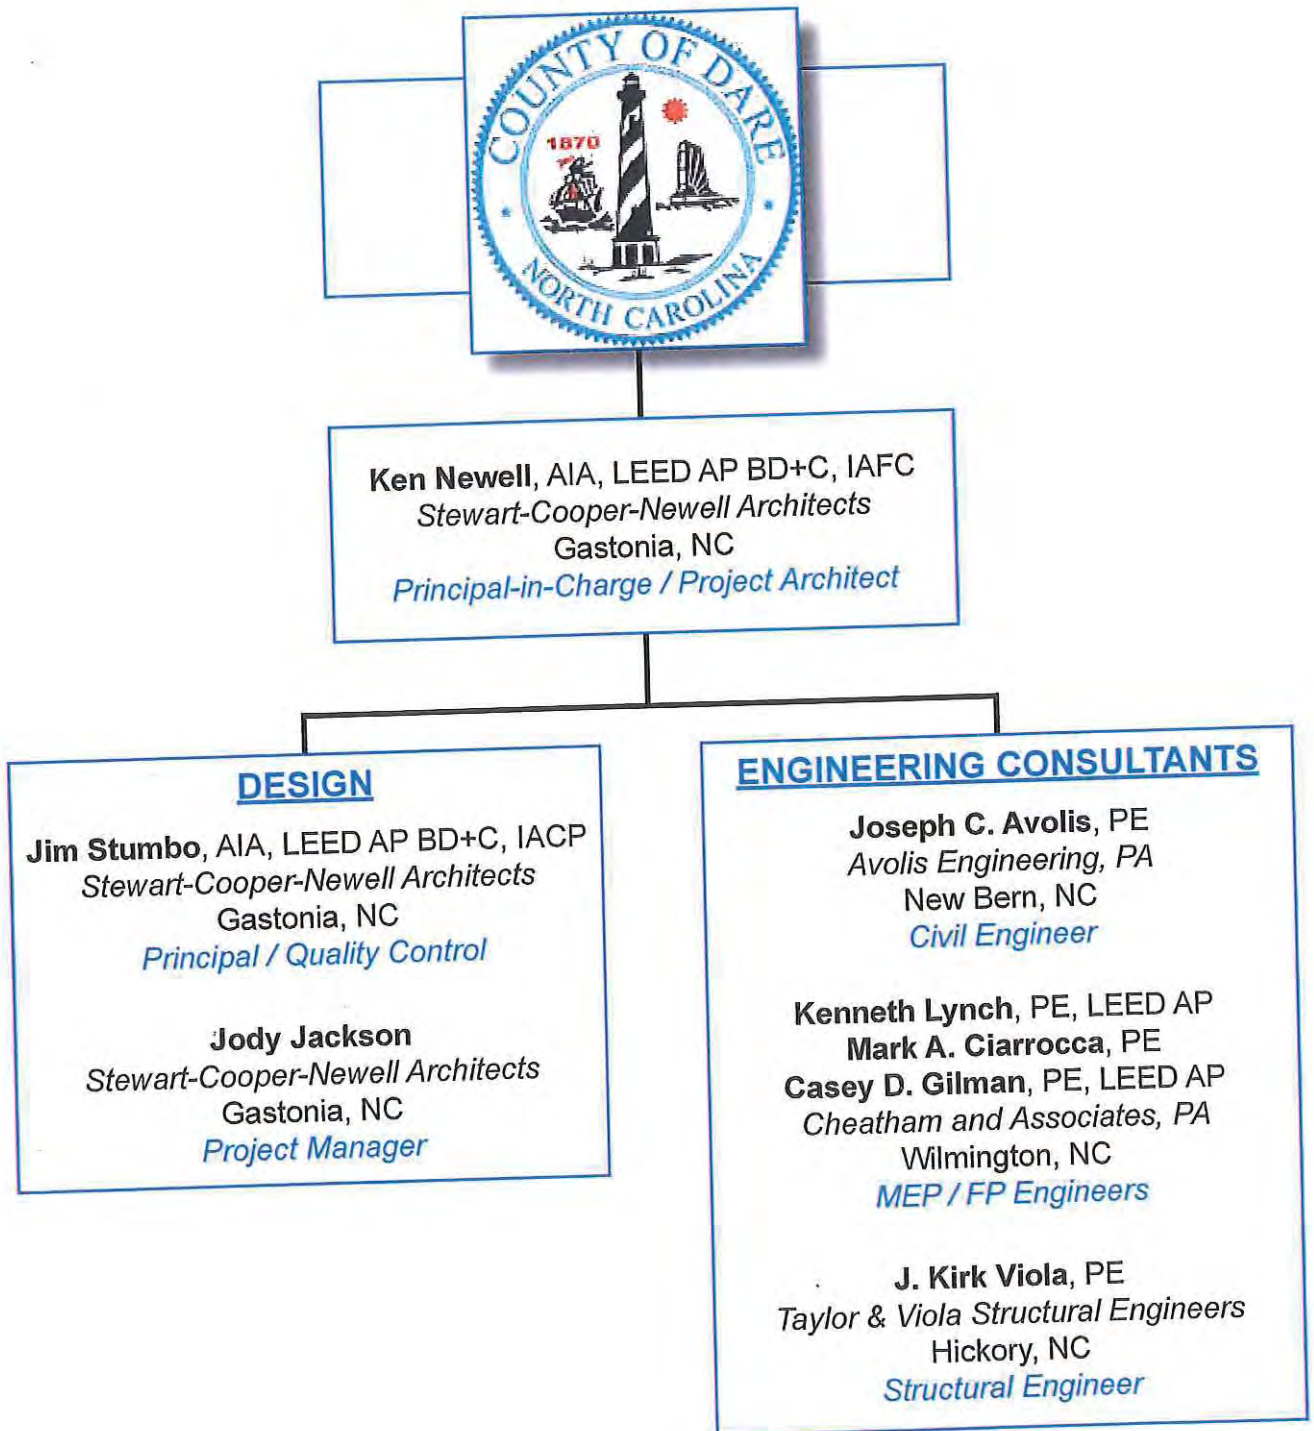 COUNTY OF DARE
1870
NORTH CAROLINA
Ken Newell, AIA, LEED AP BD+C, IAFC
Stewart-Cooper-Newell Architects
Gastonia, NC
Principal-in-Charge / Project Architect
DESIGN
Jim Stumbo, AIA, LEED AP BD+C, IACP
Stewart-Cooper-Newell Architects
Gastonia, NC
Principal / Quality Control
Jody Jackson
Stewart-Cooper-Newell Architects
Gastonia, NC
Project Manager
ENGINEERING CONSULTANTS
Joseph C. Avolis, PE
Avolis Engineering, PA
New Bern, NC
Civil Engineer
Kenneth Lynch, PE, LEED AP
Mark A. Ciarrocca, PE
Casey D. Gilman, PE, LEED AP
Cheatham and Associates, PA
Wilmington, NC
MEP / FP Engineers
J. Kirk Viola, PE
Taylor & Viola Structural Engineers
Hickory, NC
Structural Engineer